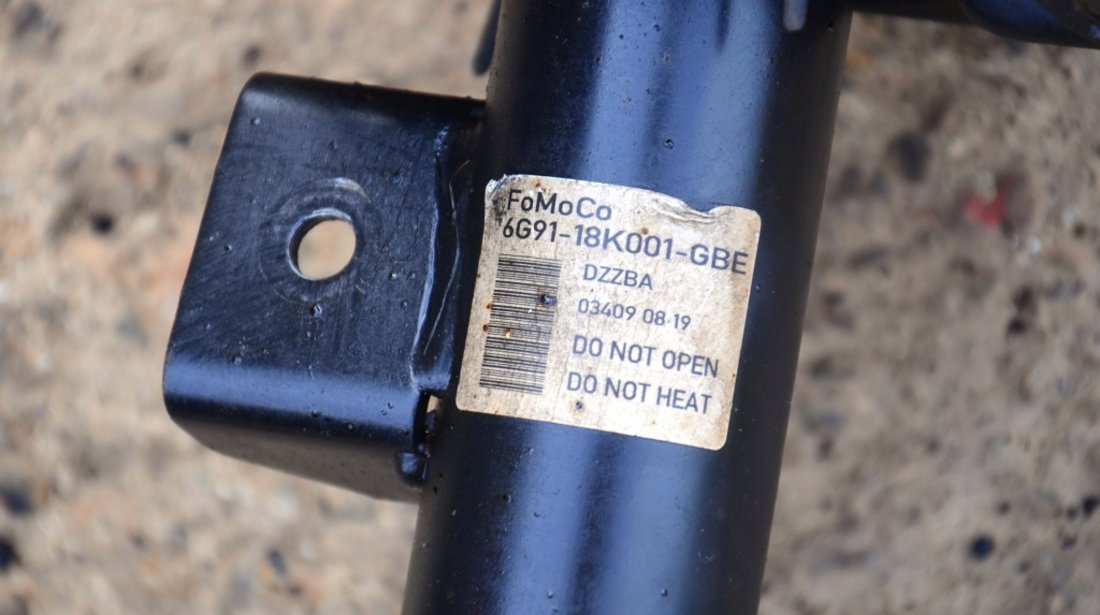 FoMoCo
6G91-18K001-GBE
DZZBA
03409 08-19
DO NOT OPEN
DO NOT HEAT